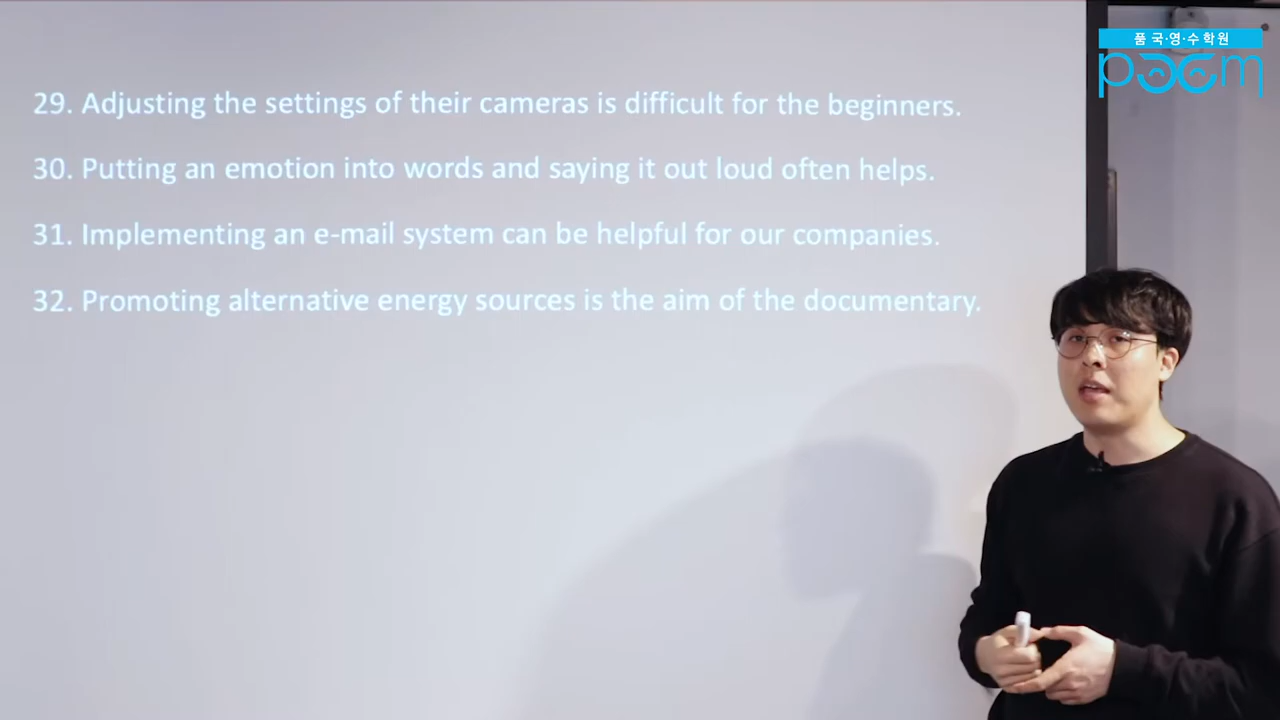 품 국·영·수 학원
poem
29. Adjusting the settings of their cameras is difficult for the beginners.
30. Putting an emotion into words and saying it out loud often helps.
31. Implementing an e-mail system can be helpful for our companies.
32. Promoting alternative energy sources is the aim of the documentary.